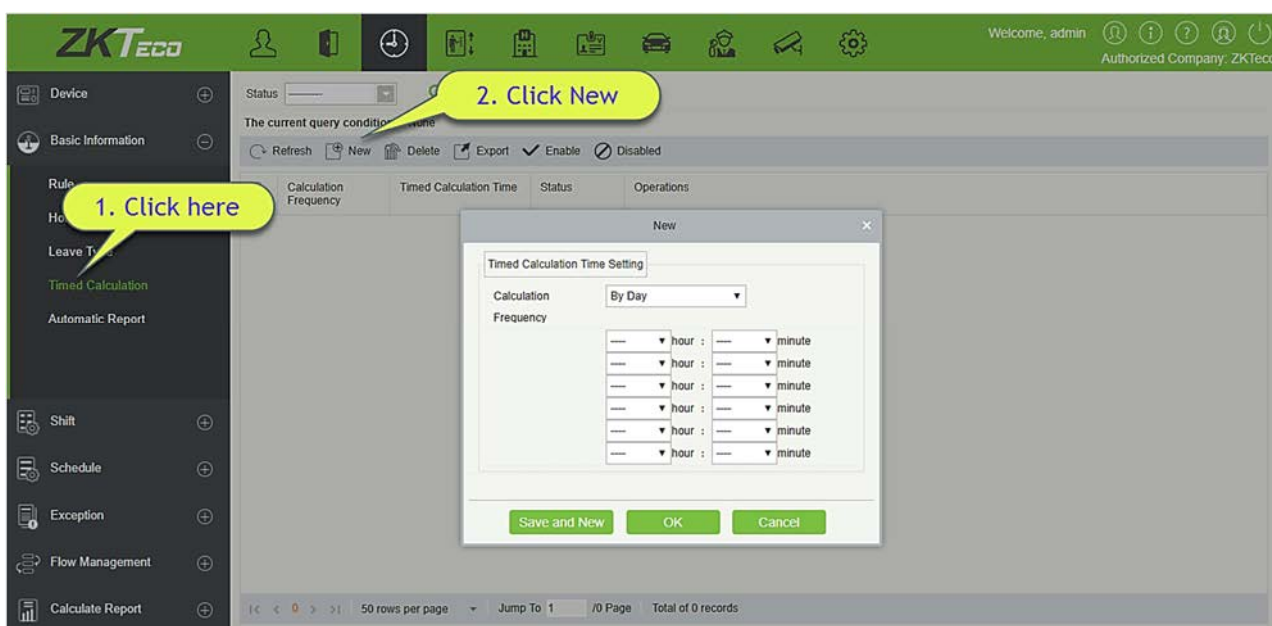 ZKTECO
Welcome, admin
Authorized Company: ZKTeco
Device
Basic Information
Rule
Leave
Timed Calculation
Automatic Report
Shift
Schedule
Exception
Flow Management
Calculate Report
1. Click here
2. Click New
Status -----
The current query
None
Refresh New Delete Export Enable Disabled
Calculation Frequency Timed Calculation Time Status Operations
New
Timed Calculation Time Setting
Calculation By Day
Frequency
---- hour : ---- minute
---- hour : ---- minute
---- hour : ---- minute
---- hour : ---- minute
---- hour : ---- minute
---- hour : ---- minute
Save and New OK Cancel
0 50 rows per page Jump To 1 /0 Page Total of 0 records